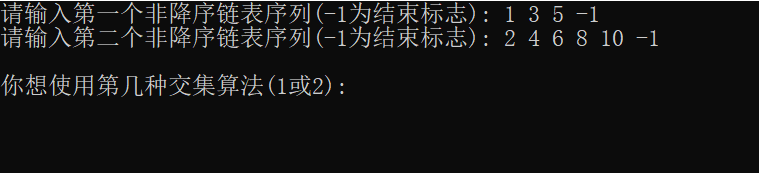 请输入第一个非降序链表序列(-1为结束标志): 1 3 5 -1
请输入第二个非降序链表序列(-1为结束标志): 2 4 6 8 10 -1
你想使用第几种交集算法(1或2):